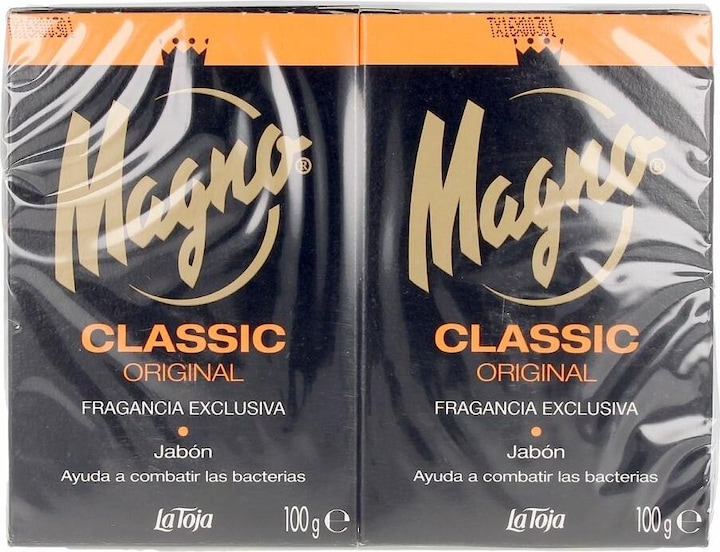 Magno®
CLASSIC
ORIGINAL
FRAGANCIA EXCLUSIVA
Jabón
Ayuda a combatir las bacterias
LaToja 100g ℮
Magno®
CLASSIC
ORIGINAL
FRAGANCIA EXCLUSIVA
Jabón
Ayuda a combatir las bacterias
LaToja 100g ℮